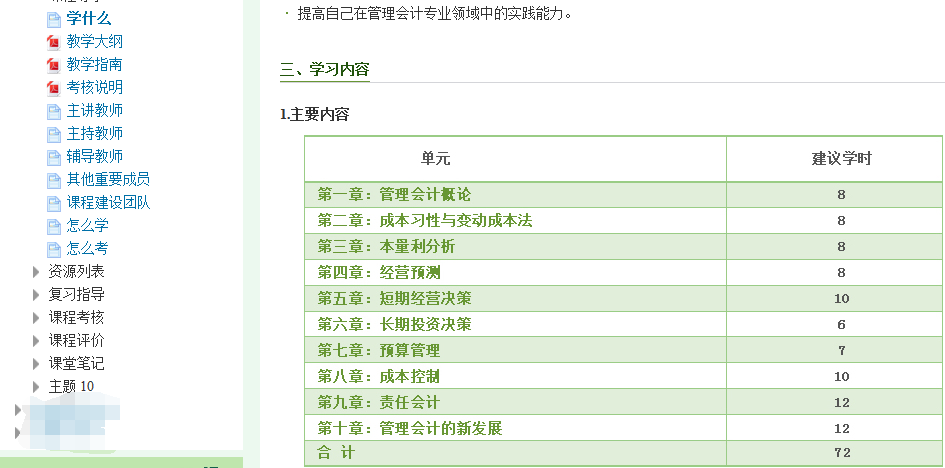 学什么
教学大纲
教学指南
考核说明
主讲教师
主持教师
辅导教师
其他重要成员
课程建设团队
怎么学
怎么考
资源列表
复习指导
课程考核
课程评价
课堂笔记
主题 10
· 提高自己在管理会计专业领域中的实践能力。
三、学习内容
1.主要内容
单元 建议学时
第一章：管理会计概论 8
第二章：成本习性与变动成本法 8
第三章：本量利分析 8
第四章：经营预测 8
第五章：短期经营决策 10
第六章：长期投资决策 6
第七章：预算管理 7
第八章：成本控制 10
第九章：责任会计 12
第十章：管理会计的新发展 12
合 计 72